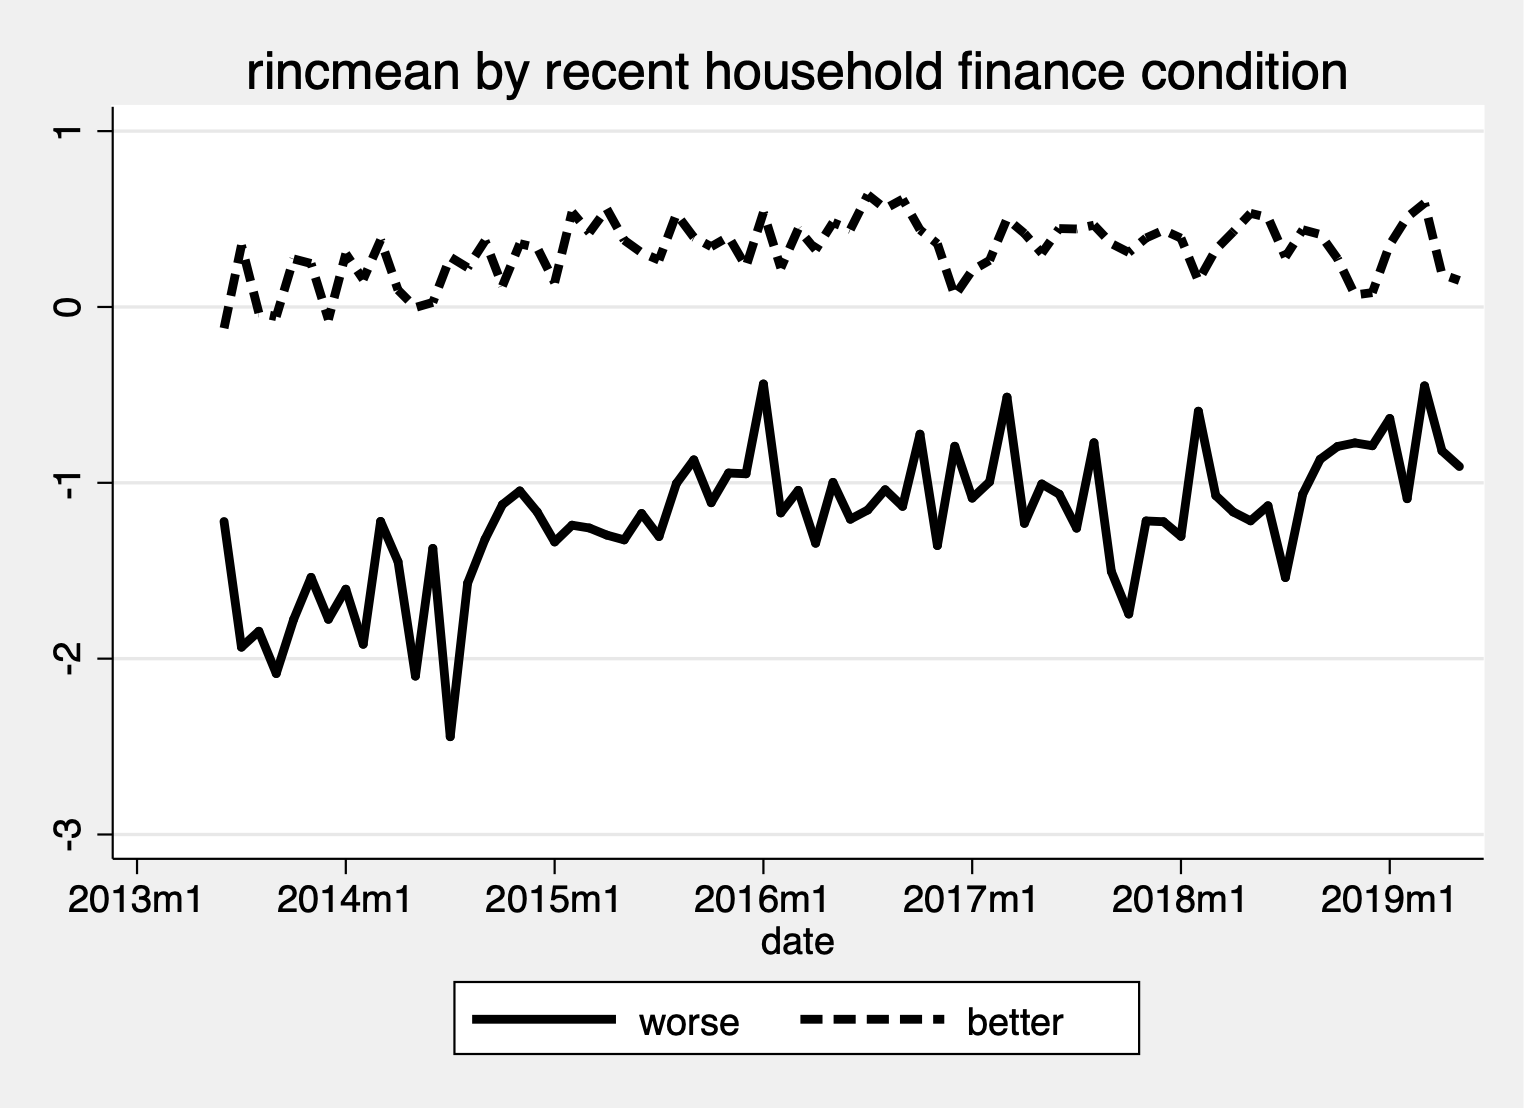 rincmean by recent household finance condition
1
0
-1
-2
-3
2013m1 2014m1 2015m1 2016m1 2017m1 2018m1 2019m1
date
worse better